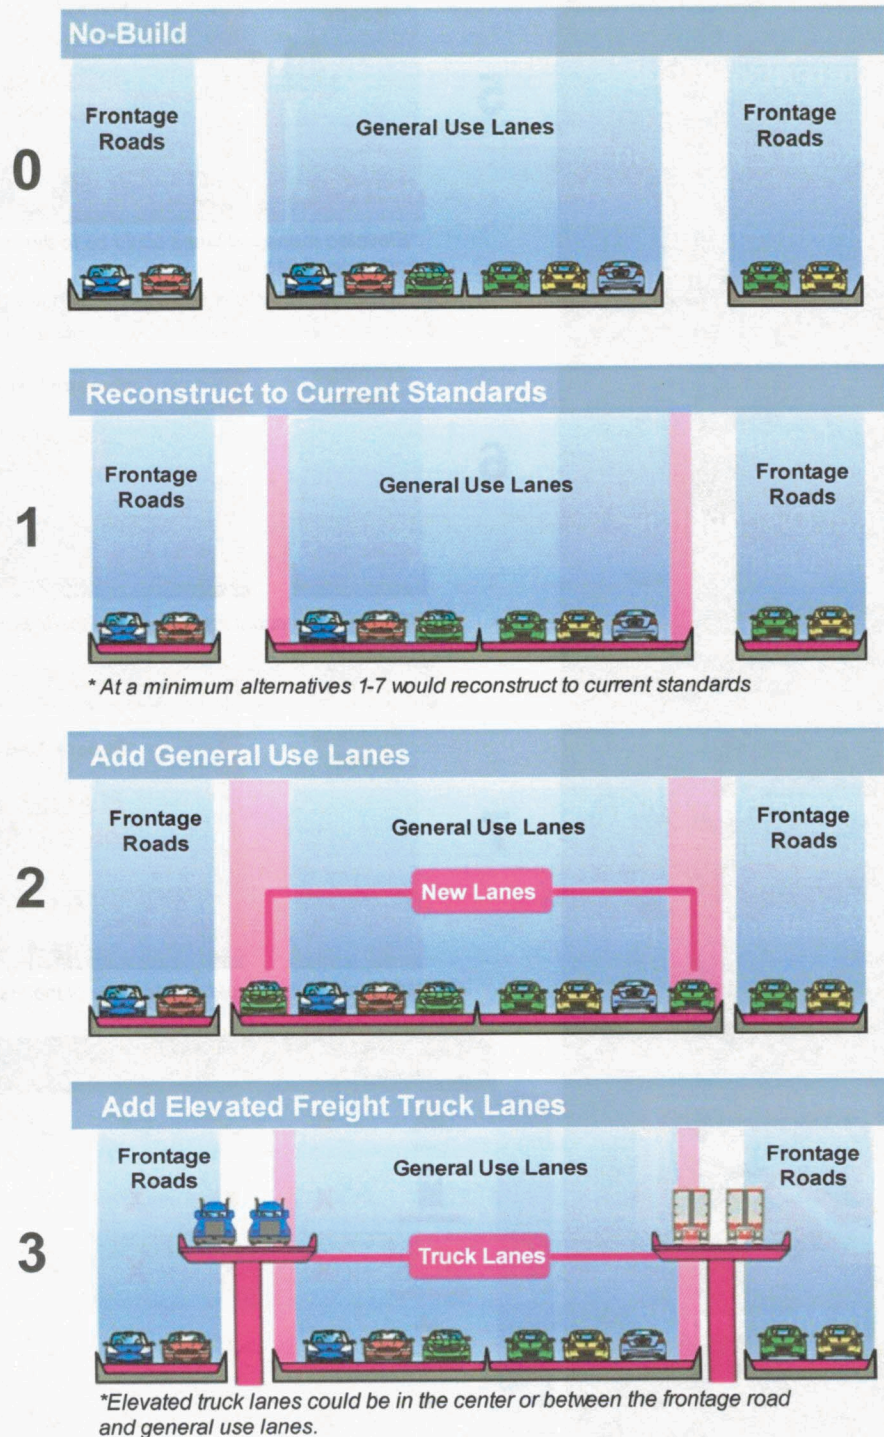 No-Build
0
Frontage
Roads
General Use Lanes
Frontage
Roads
Reconstruct to Current Standards
1
Frontage
Roads
General Use Lanes
Frontage
Roads
* At a minimum alternatives 1-7 would reconstruct to current standards
Add General Use Lanes
2
Frontage
Roads
General Use Lanes
Frontage
Roads
New Lanes
Add Elevated Freight Truck Lanes
3
Frontage
Roads
General Use Lanes
Frontage
Roads
Truck Lanes
*Elevated truck lanes could be in the center or between the frontage road
and general use lanes.